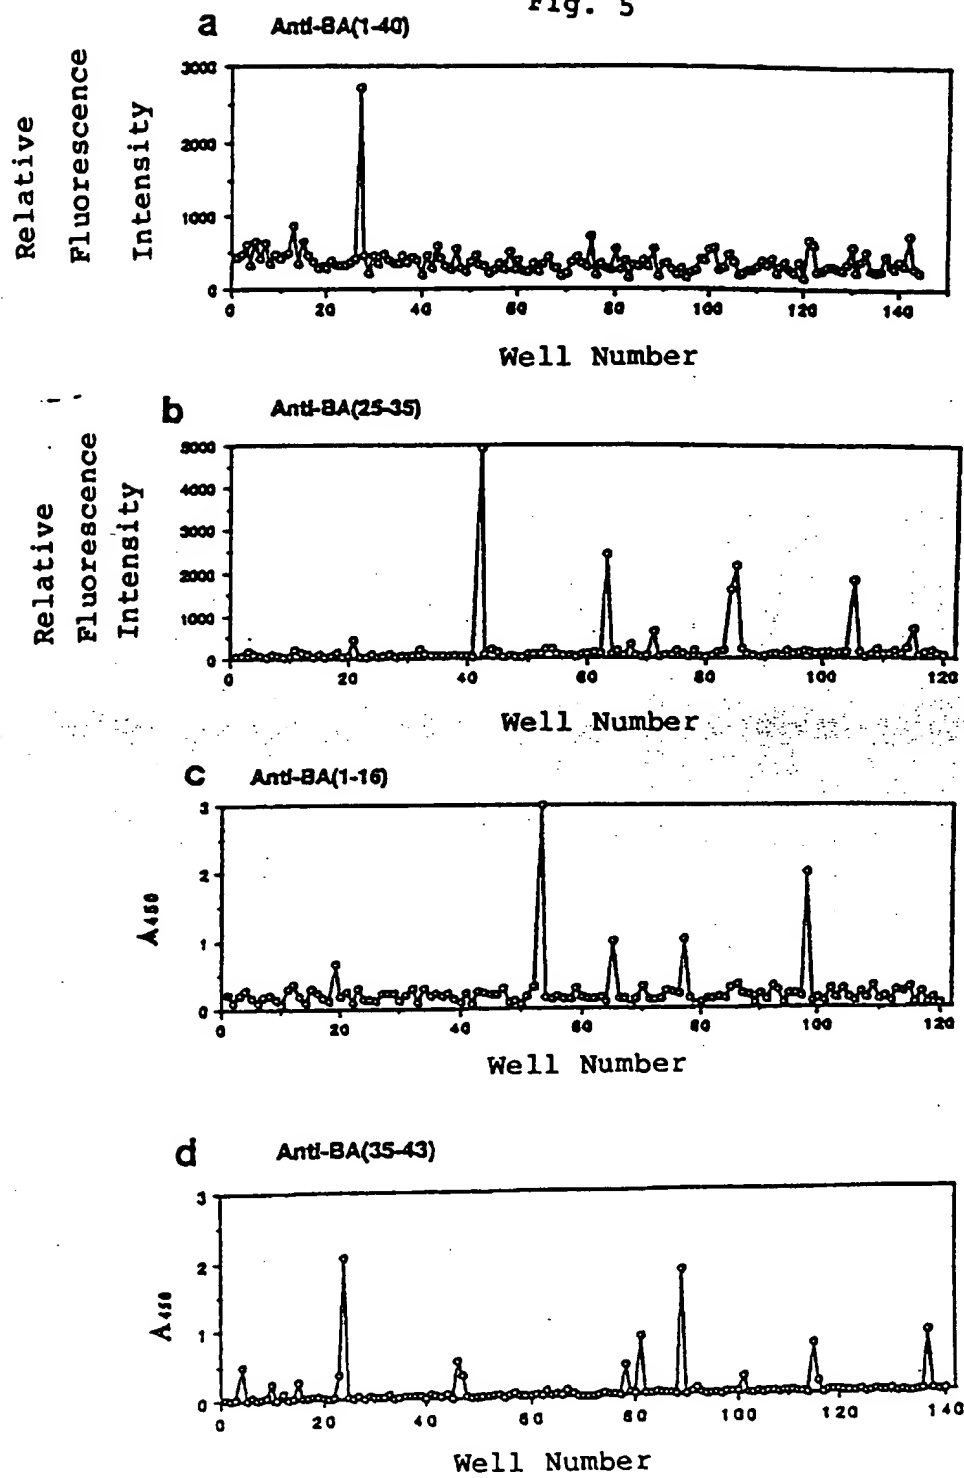 Fig. 5
a Anti-BA(1-40)
Relative
Fluorescence
Intensity
3000
2000
1000
0
0 20 40 60 80 100 120 140
Well Number
b Anti-BA(25-35)
Relative
Fluorescence
Intensity
5000
4000
3000
2000
1000
0
0 20 40 60 80 100 120
Well Number
c Anti-BA(1-16)
A450
3
2
1
0
0 20 40 60 80 100 120
Well Number
d Anti-BA(35-43)
A450
3
2
1
0
0 20 40 60 80 100 120 140
Well Number